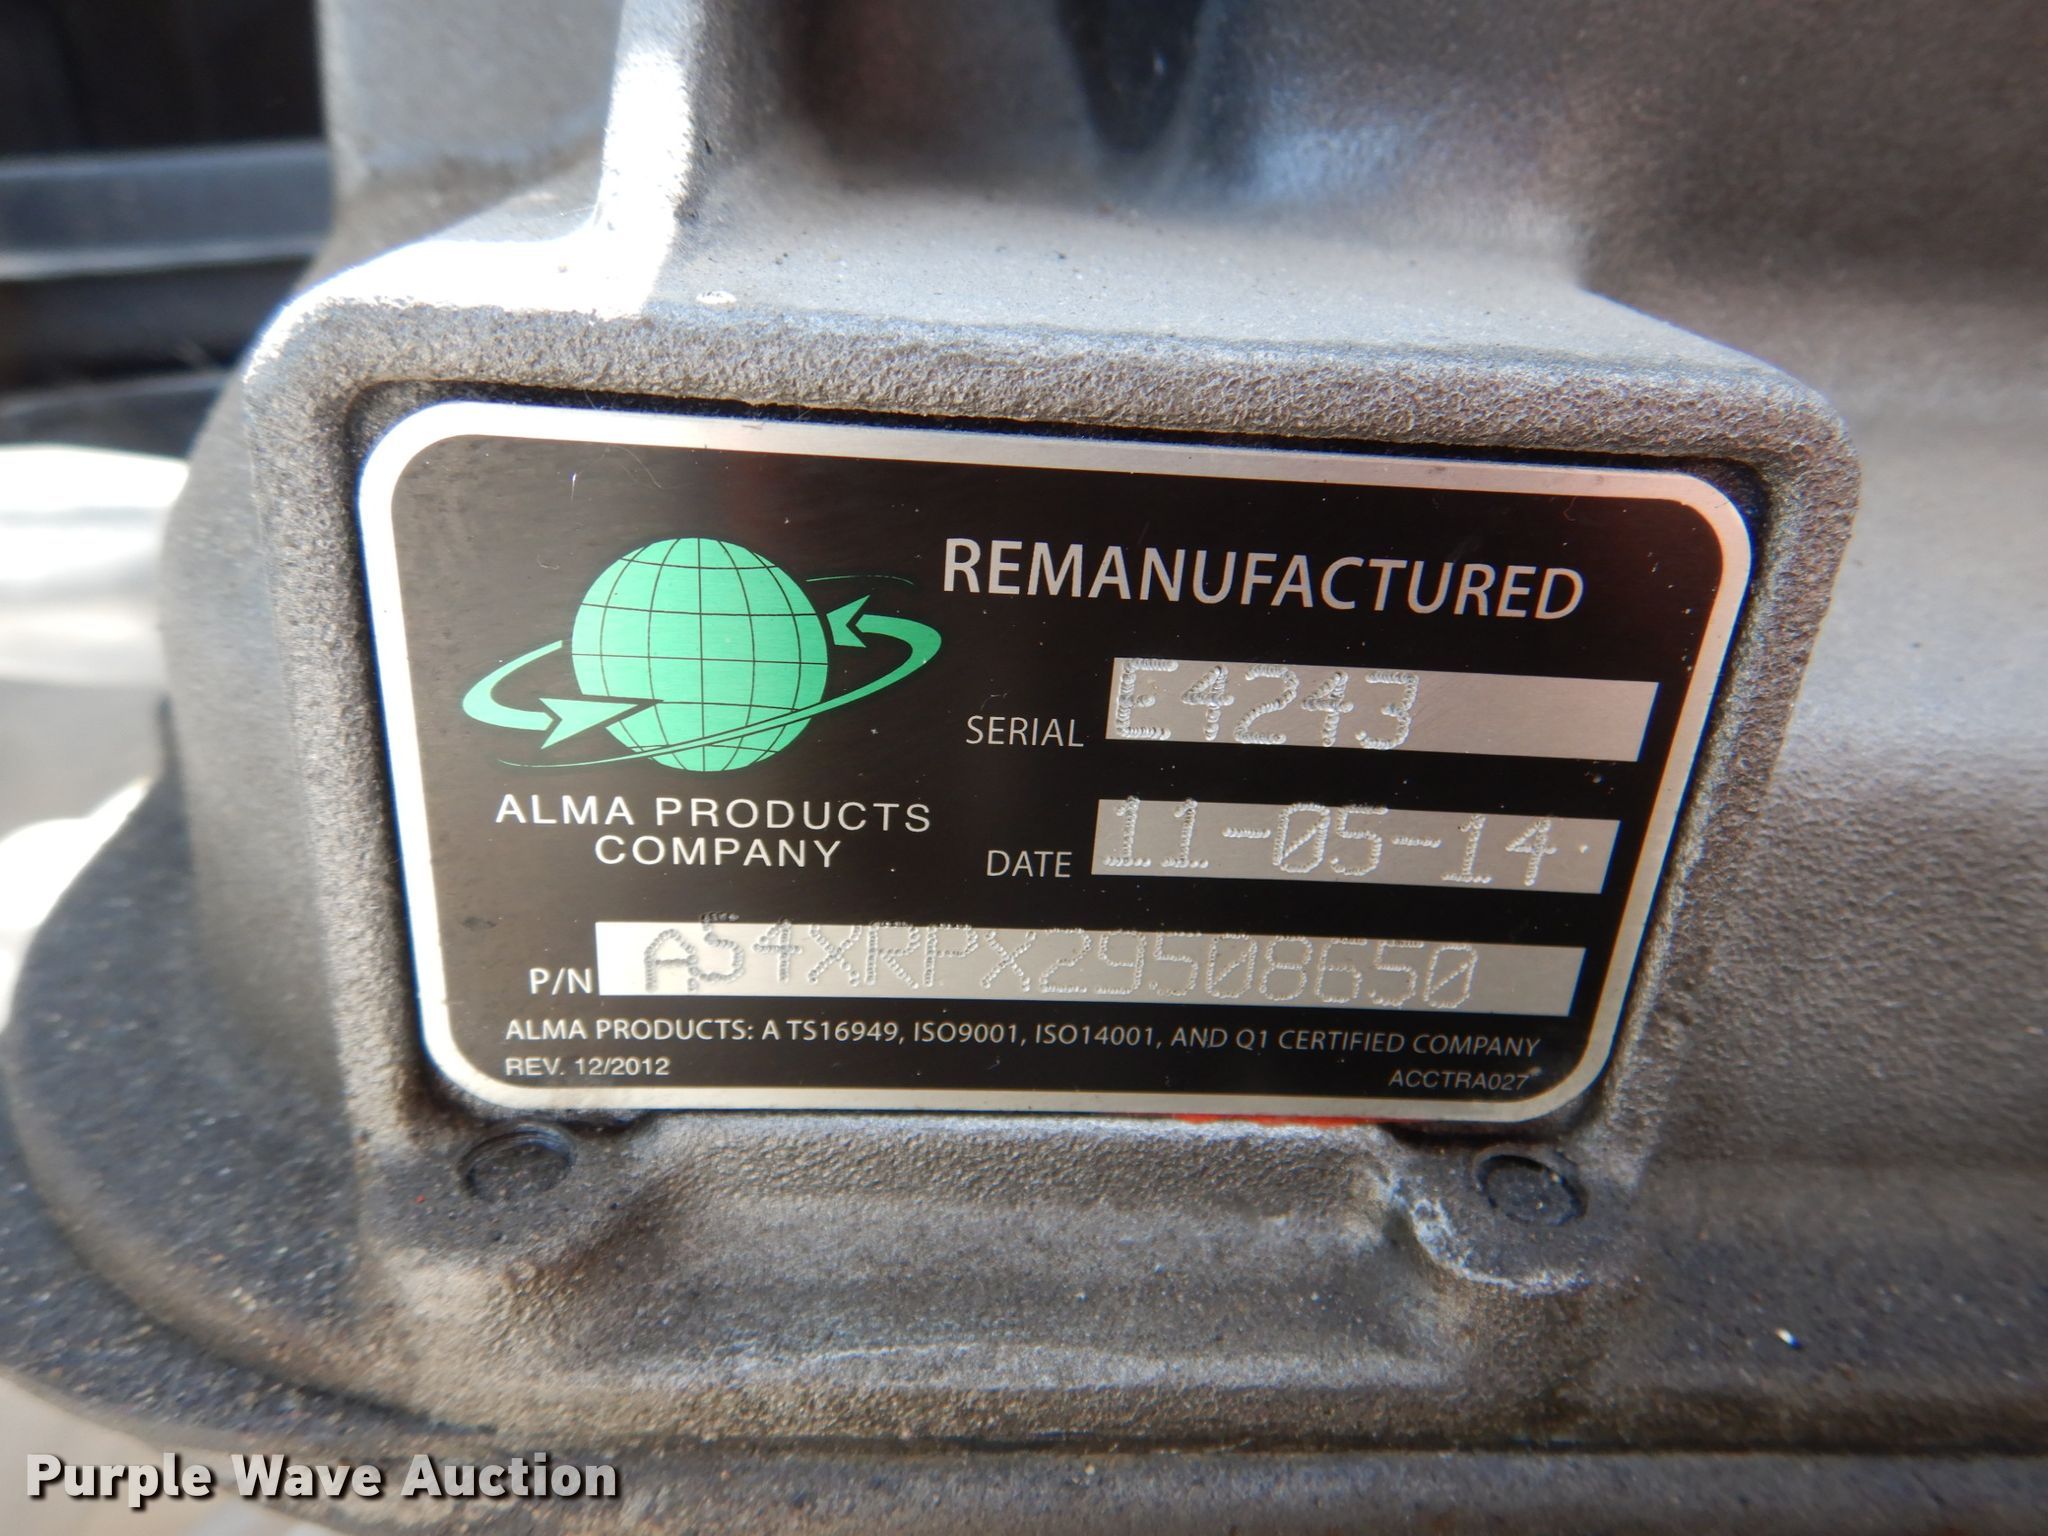 REMANUFACTURED
SERIAL E4243
ALMA PRODUCTS
COMPANY
DATE 11-05-14
P/N AS4XRPX29508650
ALMA PRODUCTS: A TS16949, ISO9001, ISO14001, AND Q1 CERTIFIED COMPANY
REV. 12/2012
ACCTRA027
Purple Wave Auction